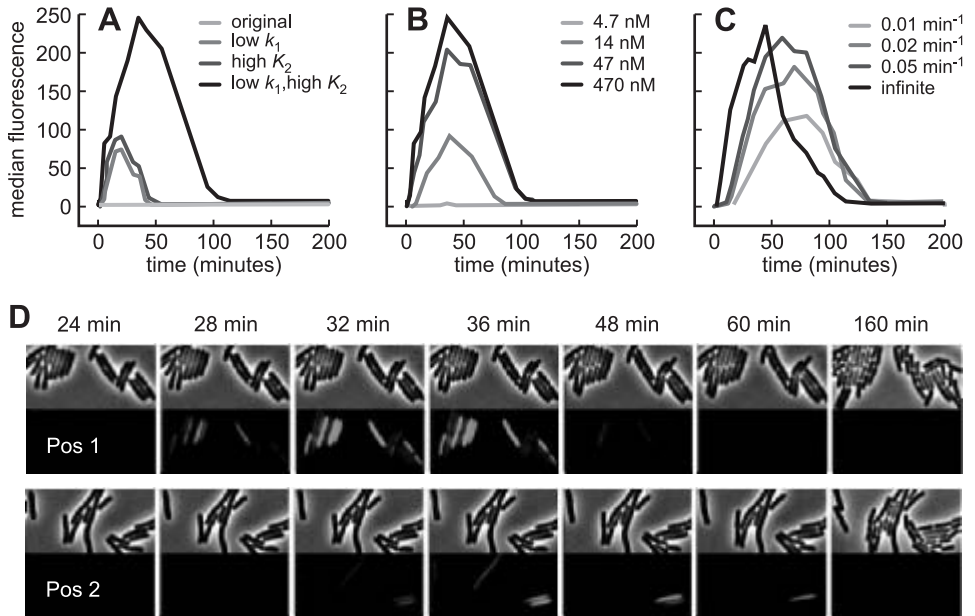 A
original
low k₁
high K₂
low k₁,high K₂
B
4.7 nM
14 nM
47 nM
470 nM
C
0.01 min⁻¹
0.02 min⁻¹
0.05 min⁻¹
infinite
median fluorescence
250
200
150
100
50
0
0 50 100 150 200
time (minutes)
0 50 100 150 200
time (minutes)
0 50 100 150 200
time (minutes)
D
24 min 28 min 32 min 36 min 48 min 60 min 160 min
Pos 1
Pos 2